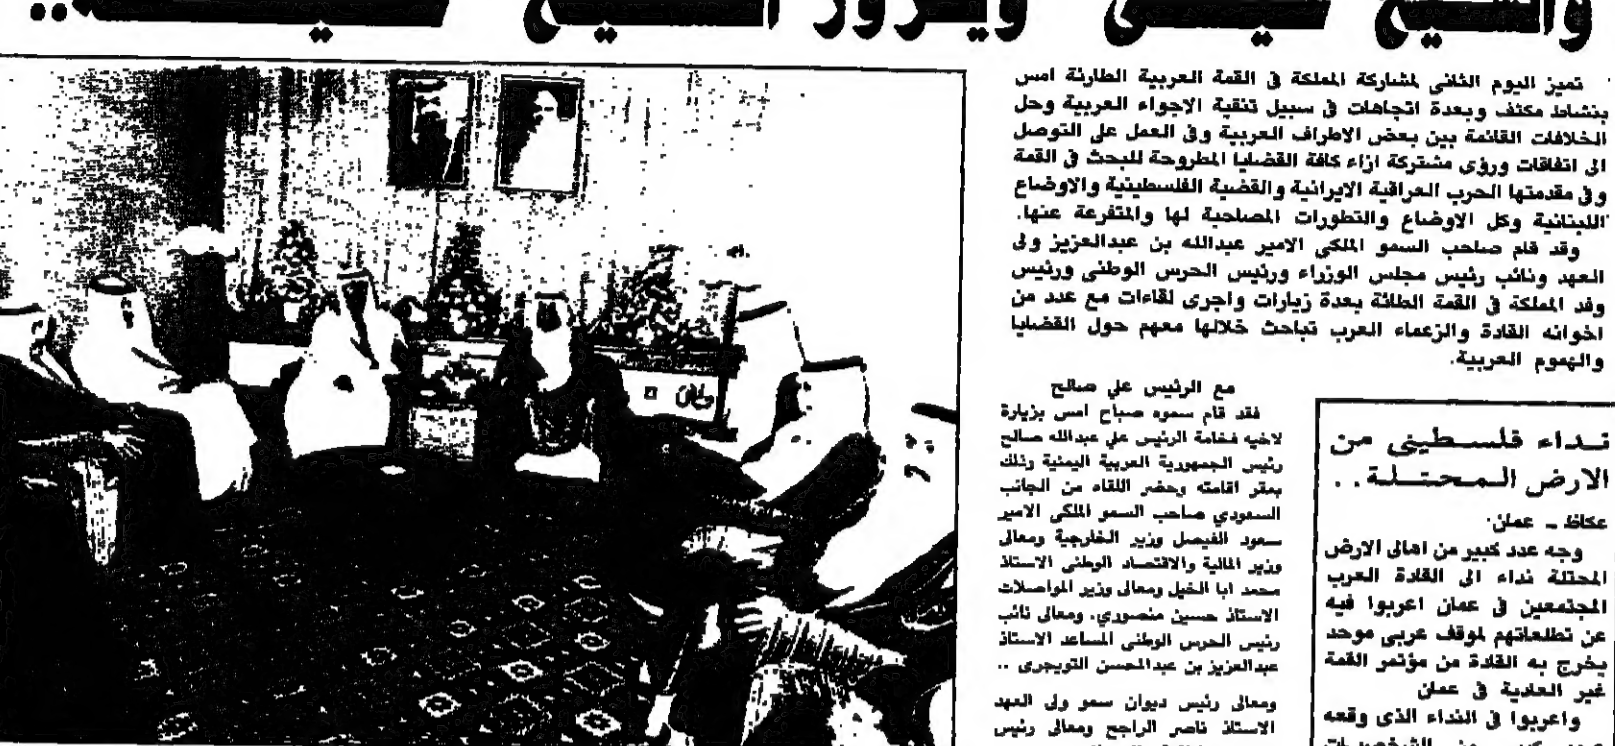 والشيخ عيسى ويزور الشيخ ..
تميز اليوم الثاني لمشاركة المملكة في القمة العربية الطارئة امس
بنشاط مكثف وبعدة اتجاهات في سبيل تنقية الاجواء العربية وحل
الخلافات القائمة بين بعض الاطراف العربية وفي العمل على التوصل
الى اتفاقات ورؤى مشتركة ازاء كافة القضايا المطروحة للبحث في القمة
وفي مقدمتها الحرب العراقية الايرانية والقضية الفلسطينية والاوضاع
اللبنانية وكل الاوضاع والتطورات المصاحبة لها والمتفرعة عنها.
وقد قام صاحب السمو الملكي الامير عبدالله بن عبدالعزيز ولي
العهد ونائب رئيس مجلس الوزراء ورئيس الحرس الوطني ورئيس
وفد المملكة في القمة الطارئة بعدة زيارات واجرى لقاءات مع عدد من
اخوانه القادة والزعماء العرب تباحث خلالها معهم حول القضايا
والهموم العربية.
مع الرئيس علي صالح
فقد قام سموه صباح امس بزيارة
لاخيه فخامة الرئيس علي عبدالله صالح
رئيس الجمهورية العربية اليمنية وذلك
بمقر اقامته وحضر اللقاء من الجانب
السعودي صاحب السمو الملكي الامير
سعود الفيصل وزير الخارجية ومعالي
وزير المالية والاقتصاد الوطني الاستاذ
محمد ابا الخيل ومعالي وزير المواصلات
الاستاذ حسين منصوري، ومعالي نائب
رئيس الحرس الوطني المساعد الاستاذ
عبدالعزيز بن عبدالمحسن التويجري ..
ومعالي رئيس ديوان سمو ولي العهد
الاستاذ ناصر الراجح ومعالي رئيس
نداء فلسطيني من
الارض المحتلة..
عكاظ ـ عمان
وجه عدد كبير من اهالي الارض
المحتلة نداء الى القادة العرب
المجتمعين في عمان اعربوا فيه
عن تطلعاتهم لموقف عربي موحد
يخرج به القادة من مؤتمر القمة
غير العادية في عمان
واعربوا في النداء الذي وقعه